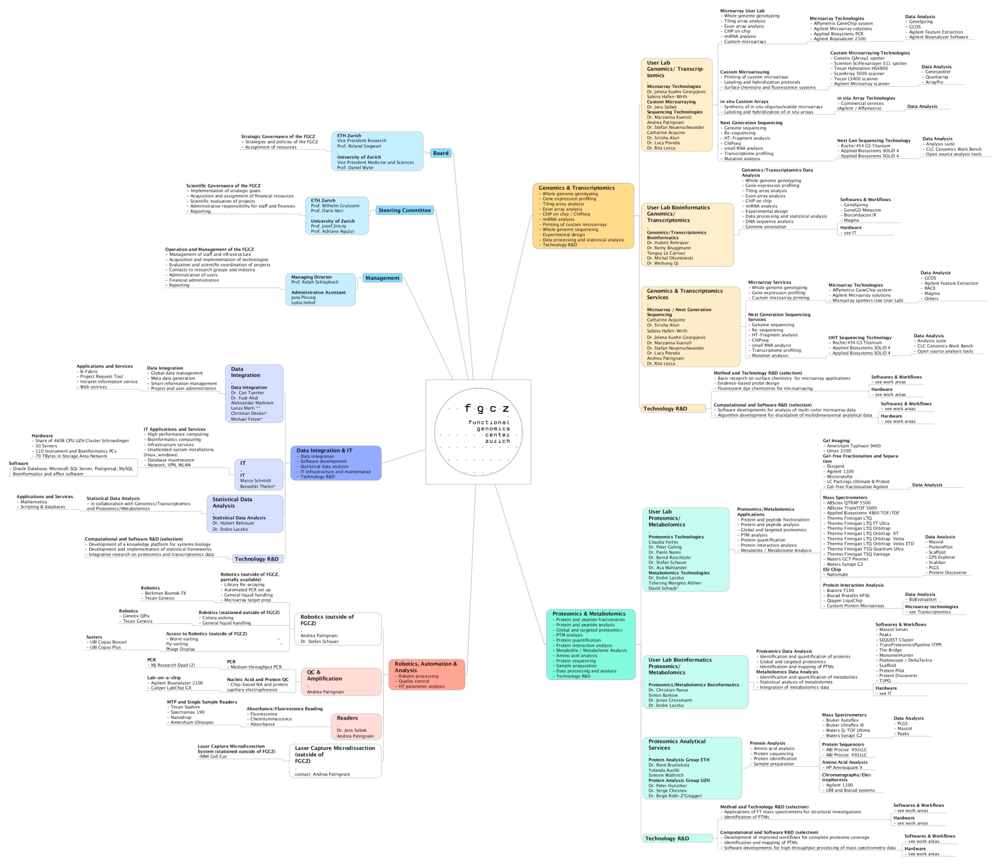 f g c z
functional
genomics
center
zurich
Board
ETH Zurich
Vice President Research
Prof. Roland Siegwart
.
University of Zurich
Vice President Medicine and Sciences
Prof. Daniel Wyler
Strategic Governance of the FGCZ
- Strategies and policies of the FGCZ
- Assignment of resources
Steering Committee
ETH Zurich
Prof. Wilhelm Gruissem
Prof. Dario Neri
.
University of Zurich
Prof. Josef Jiricny
Prof. Adriano Aguzzi
Scientific Governance of the FGCZ
- Implementation of strategic goals
- Acquisition and assignment of financial resources
- Scientific evaluation of projects
- Administrative responsibility for staff and finances
- Reporting
Management
Managing Director
Prof. Ralph Schlapbach
.
Administrative Assistant
Jana Ploszaj
Lydia Imhof
Operation and Management of the FGCZ
- Management of staff and infrastructure
- Acquisition and implementation of technologies
- Evaluation and scientific coordination of projects
- Contacts to research groups and industry
- Administration of users
- Financial administration
- Reporting
Data Integration & IT
- Data integration
- Software development
- Statistical data analysis
- IT Infrastructure and maintenance
- Technology R&D
Data
Integration
.
Data Integration
Dr. Can Tuerker
Dr. Fuat Akal
Aleksandar Markovic
Lucas Marti **
Christian Decker*
Michael Fetzer*
Data Integration
- Global data management
- Meta data generation
- Smart information management
- Project and user administration
Applications and Services
- B-Fabric
- Project Request Tool
- Intranet information service
- Web services
IT
.
IT
Marco Schmidt
Benedikt Thelen*
IT Applications and Services
- High performance computing
- Bioinformatics computing
- Infrastructure services
- Unattended system installations
(linux, windows)
- Database maintenance
- Network, VPN, WLAN
Hardware
- Share of 4608 CPU UZH Cluster Schroedinger
- 30 Servers
- 110 Instrument and Bioinformatics PCs
- 70 TBytes in Storage Area Network
Software
- Oracle Database, Microsoft SQL Server, Postgresql, MySQL
- Bioinformatics and office software
Statistical Data
Analysis
.
Statistical Data Analysis
Dr. Hubert Rehrauer
Dr. Endre Laczko
Statistical Data Analysis
- in collaboration with Genomics/Transcriptomics
and Proteomics/Metabolomics
Applications and Services
- Mathematica
- Scripting & databases
Technology R&D
Computational and Software R&D (selection)
- Development of a knowledge platform for systems biology
- Development and implementation of statistical frameworks
- Integrative research on proteomics and transcriptomics data
Robotics, Automation &
Analysis
- Robotic processing
- Quality control
- HT parameter analysis
Robotics (outside of
FGCZ)
.
Andrea Patrignani
Dr. Stefan Schauer
Robotics (outside of FGCZ,
partially available)
- Library Re-arraying
- Automated PCR set up
- General liquid handling
- Microarray target prep
Robotics
- Beckman Biomek FX
- Tecan Genesis
Robotics (stationed outside of FGCZ)
- Colony picking
- General liquid handling
Robotics
- Genetix QPix
- Tecan Genesis
Access to Robotics (outside of FGCZ)
- Worm sorting -
Fly sorting -
Phage Display
Sorters
- UBI Copas Biosort
- UBI Copas Plus
QC &
Amplification
.
Andrea Patrignani
PCR
- Medium throughput PCR
PCR
- MJ Research Dyad (2)
Nucleic Acid and Protein QC
- Chip-based NA and protein
capillary electrophoresis
Lab-on-a-chip
- Agilent Bioanalyzer 2100
- Caliper LabChip GX
Readers
.
Dr. Jens Sobek
Andrea Patrignani
Absorbance/Fluorescence Reading
- Fluorescence
- Chemiluminescence
- Absorbance
MTP and Single Sample Readers
- Tecan Saphire
- Spectramax 190
- Nanodrop
- Amersham Ultraspec
Laser Capture Microdissection
(outside of
FGCZ)
.
contact: Andrea Patrignani
Laser Capture Microdissection
System (stationed outside of FGCZ)
-MMI Cell Cut
Genomics & Transcriptomics
- Whole genome genotyping
- Gene expression profiling
- Tiling array analysis
- Exon array analysis
- ChIP on chip / ChIPseq
- miRNA analysis
- Printing of custom microarrays
- Whole genome sequencing
- Experimental design
- Data processing and statistical analysis
- Technology R&D
User Lab
Genomics/ Transcrip-
tomics
.
Microarray Technologies
Dr. Jelena Kuehn Georgijevic
Sabina Hafen-Wirth
Custom Microarraying
Dr. Jens Sobek
Sequencing Technologies
Dr. Marzanna Kuenzli
Andrea Patrignani
Dr. Stefan Neuenschwander
Catharine Acquino
Dr. Sirisha Aluri
Dr. Lucy Poveda
Dr. Rita Lecca
Microarray User Lab
- Whole genome genotyping
- Tiling array analysis
- Exon array analysis
- ChIP on chip
- miRNA analysis
- Custom microarrays
Microarray Technologies
- Affymetrix GeneChip system
- Agilent Microarray solutions
- Applied Biosystems PCR
- Aglient Bioanalyzer 2100
Data Analysis
- GeneSpring
- GCOS
- Agilent Feature Extraction
- Agilent Bioanalyzer Software
Custom Microarraying
- Printing of custom microarrays
- Labeling and hybridization protocols
- Surface chemistry and fluorescence systems
Custom Microarraying Technologies
- Genetix QArray2 spotter
- Scienion SciFlexarrayer S11 spotter
- Tecan Hybstation HS4800
- ScanArray 5000 scanner
- Tecan LS400 scanner
- Agilent Microarray scanner
Data Analysis
- Genespotter
- Quantarray
- ArrayPro
in situ Custom Arrays
- Synthesis of in situ oligonucleotide microarrays
- Labeling and hybridization of in situ arrays
in situ Array Technologies
- Commercial services
(Agilent / Affymetrix)
Data Analysis
Next Generation Sequencing
- Genome sequencing
- Re-sequencing
- HT-Fragment analysis
- ChIPseq
- small RNA analysis
- Transcriptome profiling
- Mutation analysis
Next Gen Sequencing Technology
- Roche/454 GS Titanium
- Applied Biosystems SOLiD 4
- Applied Biosystems SOLiD 4
Data Analysis
- Analysis suite
- CLC Genomics Work Bench
- Open source analysis tools
User Lab Bioinformatics
Genomics/
Transcriptomics
.
Genomics/Transcriptomics
Bioinformatics
Dr. Hubert Rehrauer
Dr. Remy Bruggmann
Tanguy Le Carrour
Dr. Michal Okoniewski
Dr. Weihong Qi
Genomics/Transcriptomics Data
Analysis
- Whole genome genotyping
- Gene expression profiling
- Tiling array analysis
- Exon array analysis
- ChIP on chip
- miRNA analysis
- Experimental design
- Data processing and statistical analysis
- DNA sequence analysis
- Genome annotation
Softwares & Workflows
- GeneSpring
- GeneGO Metacore
- Bioconductor/R
- Magma
Hardware
- see IT
Genomics & Transcriptomics
Services
.
Microarray / Next Generation
Sequencing
Catharine Acquino
Dr. Sirisha Aluri
Sabina Hafen-Wirth
Dr. Jelena Kuehn Georgijevic
Dr. Marzanna Kuenzli
Dr. Stefan Neuenschwander
Dr. Lucy Poveda
Andrea Patrignani
Dr. Rita Lecca
Microarray Services
- Whole genome genotyping
- Gene expression profiling
- Custom microarray printing
Microarray Technologies
- Affymetrix GeneChip system
- Agilent Microarray solutions
- Microarray spotters (see User Lab)
Data Analysis
- GCOS
- Agilent Feature Extraction
- RACE
- Magma
- Others
Next Generation Sequencing
Services
- Genome sequencing
- Re-sequencing
- HT-Fragment analysis
- ChIPseq
- small RNA analysis
- Transcriptome profiling
- Mutation analysis
UHT Sequencing Technology
- Roche/454 GS Titanium
- Applied Biosystems SOLiD 4
- Applied Biosystems SOLiD 4
Data Analysis
- Analysis suite
- CLC Genomics Work Bench
- Open source analysis tools
Technology R&D
Method and Technology R&D (selection)
- Basic research on surface chemistry for microarray applications
- Evidence-based probe design
- Fluorescent dye chemistries for microarraying
Softwares & Workflows
- see work areas
Hardware
- see work areas
Computational and Software R&D (selection)
- Software developments for analysis of multi-color microarray data
- Algorithm development for elucidation of multidimensional analytical data
Softwares & Workflows
- see work areas
Hardware
- see work areas
Proteomics & Metabolomics
- Protein and peptide fractionation
- Protein and peptide analysis
- Global and targeted proteomics
- PTM analysis
- Protein quantification
- Protein interaction analysis
- Metabolite / Metabolome Analysis
- Amino acid analysis
- Protein sequencing
- Sample preparation
- Data processing and analysis
- Technology R&D
User Lab
Proteomics/
Metabolomics
.
Proteomics Technologies
Claudia Fortes
Dr. Peter Gehrig
Dr. Paolo Nanni
Dr. Bernd Roschitzki
Dr. Stefan Schauer
Dr. Asa Wahlander
Metabolomics Technologies
Dr. Endre Laczko
Tshering Wangmo Altherr
David Schaub*
Proteomics/Metabolomics
Applications
- Protein and peptide fractionation
- Protein and peptide analysis
- Global and targeted proteomics
- PTM analysis
- Protein quantification
- Protein interaction analysis
- Metabolite / Metabolome Analysis
Gel Imaging
- Amersham Typhoon 9400
- Umax 2100
Gel-free Fractionation and Separa-
tion
- Eksigent
- Agilent 1100
- Microrotofor
- LC Packings Ultimate & Probot
- Gel-free fractionation Agilent
Data Analysis
Mass Spectrometers
- ABSciex QTRAP 5500
- ABSciex TripleTOF 5600
- Applied Biosystems 4800 TOF/TOF
- Thermo Finnigan LTQ
- Thermo Finnigan LTQ FT Ultra
- Thermo Finnigan LTQ Orbitrap
- Thermo Finnigan LTQ Orbitrap XT
- Thermo Finnigan LTQ Orbitrap Velos
- Thermo Finnigan LTQ Orbitrap Velos ETD
- Thermo Finnigan TSQ Quantum Ultra
- Thermo Finnigan TSQ Vantage
- Waters GCT Premier
- Waters Synapt G2
ESI Chip
- Nanomate
Data Analysis
- Masvot
- ProteinPilot
- Scaffold
- GPS Explorer
- Xcalibur
- PLGS
- Protein Discoverer
Protein Interaction Analysis
- Biacore T100
- Biorad ProteOn XP36
- Qiagen LiquiChip
- Custom Protein Microarrays
Data Analysis
- BiaEvaluation
Microarray technologies
- see Transcriptomics
User Lab Bioinformatics
Proteomics/
Metabolomics
.
Proteomics/Metabolomics Bioinformatics
Dr. Christian Panse
Simon Barkow
Dr. Jonas Grossmann
Dr. Endre Laczko
Proteomics Data Analysis
- Identification and quantification of proteins
- Global and targeted proteomics
- Identification and mapping of PTMs
Metabolomics Data Analysis
- Identification and quantification of metabolites
- Statistical analysis of metabolomes
- Integration of metabolomics data
Softwares & Workflows
- Mascot Server
- Peaks
- SEQUEST Cluster
- TransProteomicsPipeline (TPP)
- The Bridge
- MonomerHunter
- Peptoscope / DeltaTectra
- Scaffold
- Protein Pilot
- Protein Discoverer
- T3PQ
Hardware
- see IT
Proteomics Analytical
Services
.
Protein Analysis Group ETH
Dr. René Brunisholz
Yolanda Auchli
Simone Wüthrich
Protein Analysis Group UZH
Dr. Peter Hunziker
Dr. Serge Chesnov
Dr. Birgit Roth-Z'Graggen
Protein Analysis
- Amino acid analysis
- Protein sequencing
- Protein identification
- Sample preparation
Mass Spectrometers
- Bruker Autoflex
- Bruker Ultraflex III
- Waters Q-TOF Ultima
- Waters Synapt G2
Data Analysis
- PLGS
- Mascot
- Peaks
Protein Sequencers
- ABI Procise 492cLC
- ABI Procise 492cLC
Amino Acid Analysis
- HP Aminoquant II
Chromatography/Elec-
trophoresis
- Agilent 1100
- LRB and Biorad systems
Technology R&D
Method and Technology R&D (selection)
- Applications of FT mass spectrometry for structural investigations
- Identification of PTMs
Softwares & Workflows
- see work areas
Hardware
- see work areas
Computational and Software R&D (selection)
- Development of improved workflows for complete proteome coverage
- Identification and mapping of PTMs
- Software developments for high throughput processing of mass spectrometry data
Softwares & Workflows
- see work areas
Hardware
- see work areas